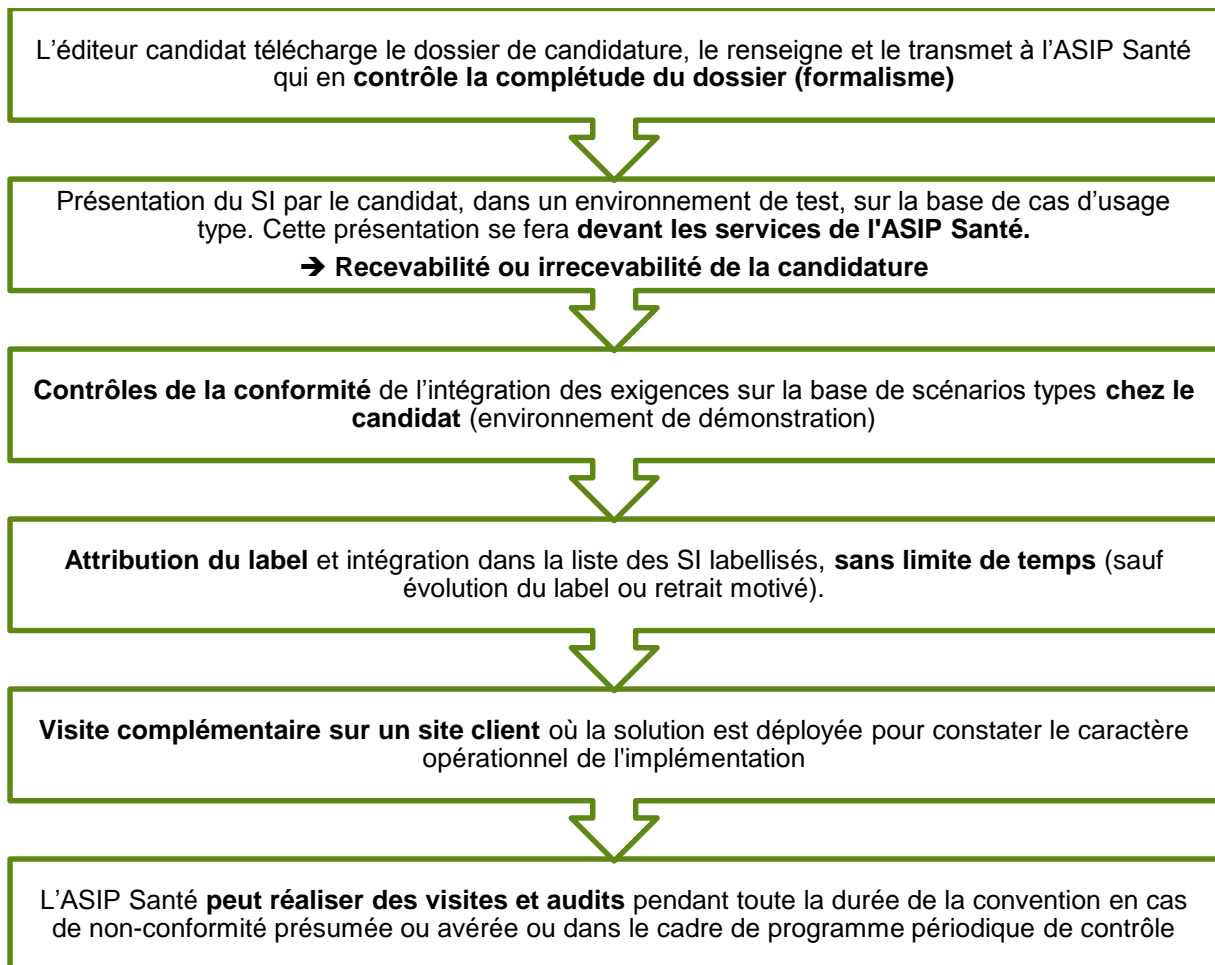 L’éditeur candidat télécharge le dossier de candidature, le renseigne et le transmet à l’ASIP Santé
qui en contrôle la complétude du dossier (formalisme)
Présentation du SI par le candidat, dans un environnement de test, sur la base de cas d’usage
type. Cette présentation se fera devant les services de l'ASIP Santé.
➔ Recevabilité ou irrecevabilité de la candidature
Contrôles de la conformité de l’intégration des exigences sur la base de scénarios types chez le
candidat (environnement de démonstration)
Attribution du label et intégration dans la liste des SI labellisés, sans limite de temps (sauf
évolution du label ou retrait motivé).
Visite complémentaire sur un site client où la solution est déployée pour constater le caractère
opérationnel de l'implémentation
L’ASIP Santé peut réaliser des visites et audits pendant toute la durée de la convention en cas
de non-conformité présumée ou avérée ou dans le cadre de programme périodique de contrôle